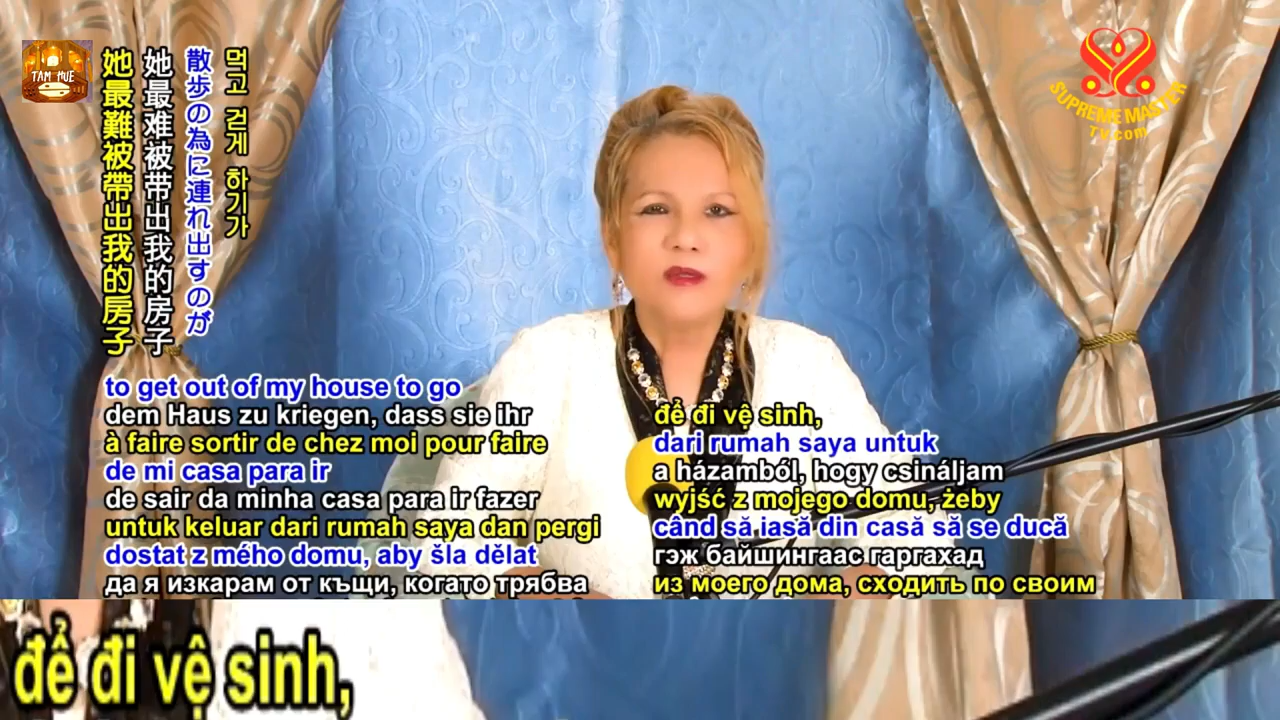 TAM HUE
她最難被帶出我的房子
她最难被带出我的房子
散歩の為に連れ出すのが
먹고 걷게 하기가
SUPREME MASTER
TV.com
to get out of my house to go
dem Haus zu kriegen, dass sie ihr
à faire sortir de chez moi pour faire
de mi casa para ir
de sair da minha casa para ir fazer
untuk keluar dari rumah saya dan pergi
dostat z mého domu, aby šla dělat
да я изкарам от къщи, когато трябва
để đi vệ sinh,
dari rumah saya untuk
a házamból, hogy csináljam
wyjść z mojego domu, żeby
când să iasă din casă să se ducă
гэж байшингаас гаргахад
из моего дома, сходить по своим
để đi vệ sinh,